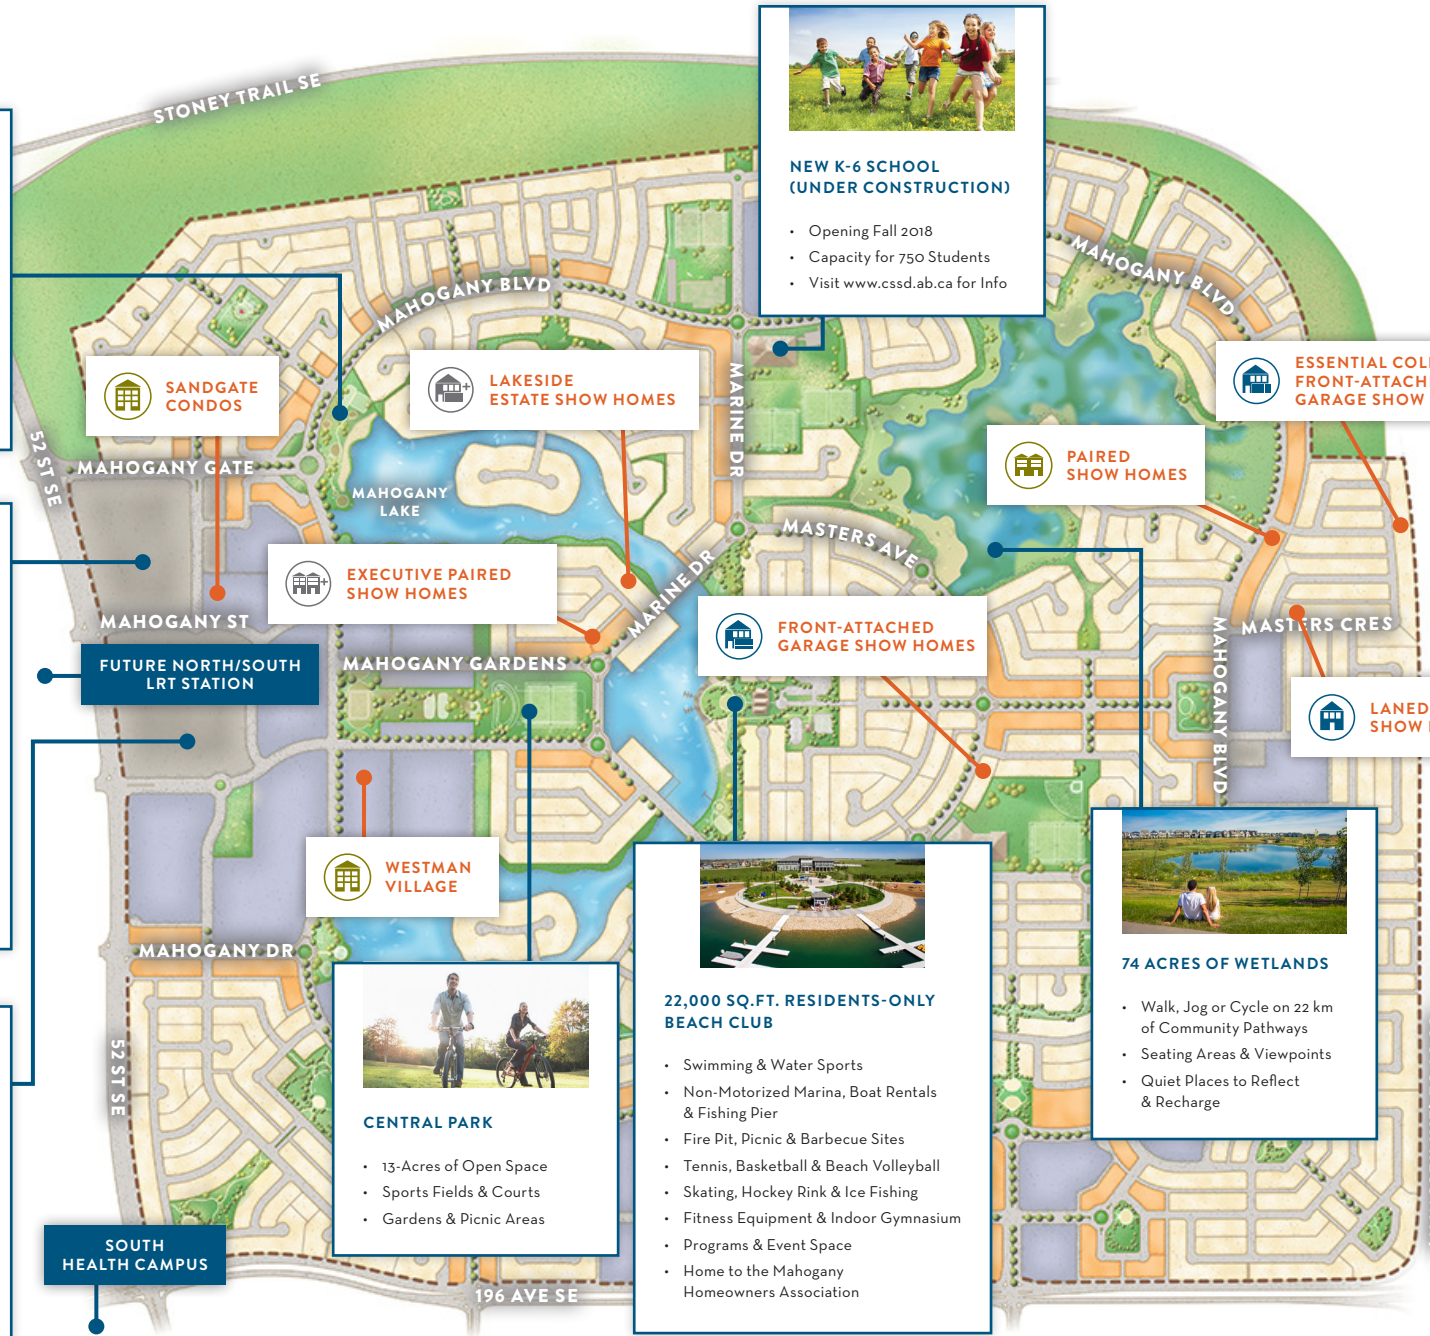 STONEY TRAIL SE
NEW K-6 SCHOOL
(UNDER CONSTRUCTION)
• Opening Fall 2018
• Capacity for 750 Students
• Visit www.cssd.ab.ca for Info
MAHOGANY BLVD
MAHOGANY BLVD
SANDGATE
CONDOS
LAKESIDE
ESTATE SHOW HOMES
MARINE DR
ESSENTIAL COL
FRONT-ATTACH
GARAGE SHOW
PAIRED
SHOW HOMES
52 ST SE
MAHOGANY GATE
MAHOGANY
LAKE
MASTERS AVE
EXECUTIVE PAIRED
SHOW HOMES
MARINE DR
MAHOGANY ST
FRONT-ATTACHED
GARAGE SHOW HOMES
MASTERS CRES
MAHOGANY BLVD
FUTURE NORTH/SOUTH
LRT STATION
MAHOGANY GARDENS
LANED
SHOW
WESTMAN
VILLAGE
MAHOGANY DR
52 ST SE
CENTRAL PARK
• 13-Acres of Open Space
• Sports Fields & Courts
• Gardens & Picnic Areas
22,000 SQ.FT. RESIDENTS-ONLY
BEACH CLUB
• Swimming & Water Sports
• Non-Motorized Marina, Boat Rentals
& Fishing Pier
• Fire Pit, Picnic & Barbecue Sites
• Tennis, Basketball & Beach Volleyball
• Skating, Hockey Rink & Ice Fishing
• Fitness Equipment & Indoor Gymnasium
• Programs & Event Space
• Home to the Mahogany
Homeowners Association
74 ACRES OF WETLANDS
• Walk, Jog or Cycle on 22 km
of Community Pathways
• Seating Areas & Viewpoints
• Quiet Places to Reflect
& Recharge
SOUTH
HEALTH CAMPUS
196 AVE SE